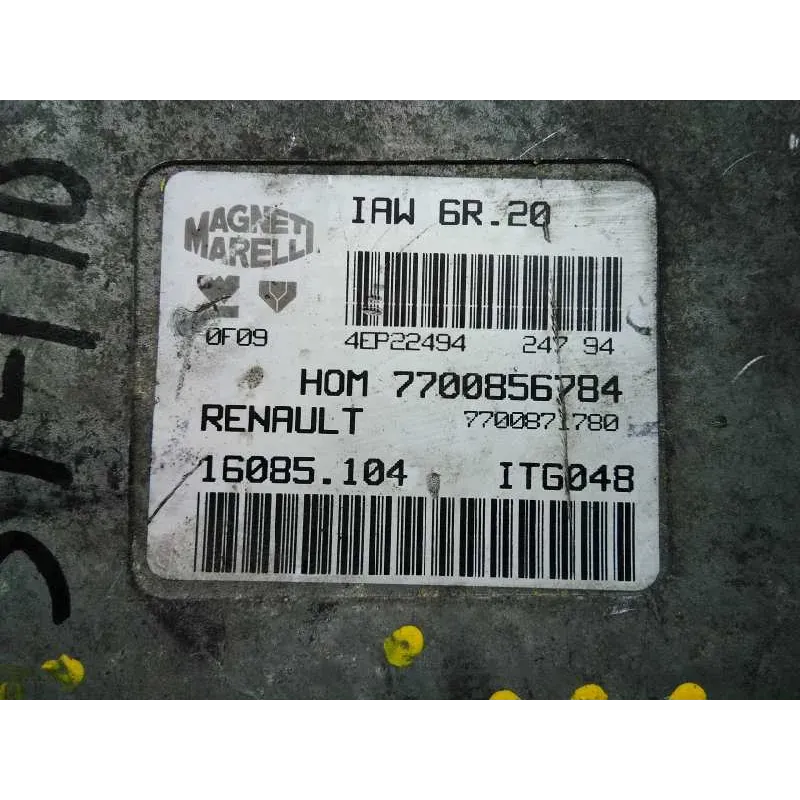 MAGNETI
MARELLI
IAW 6R.20
0F09
4EP22494 247 94
HOM 7700856784
RENAULT 7700871780
16085.104 ITG048